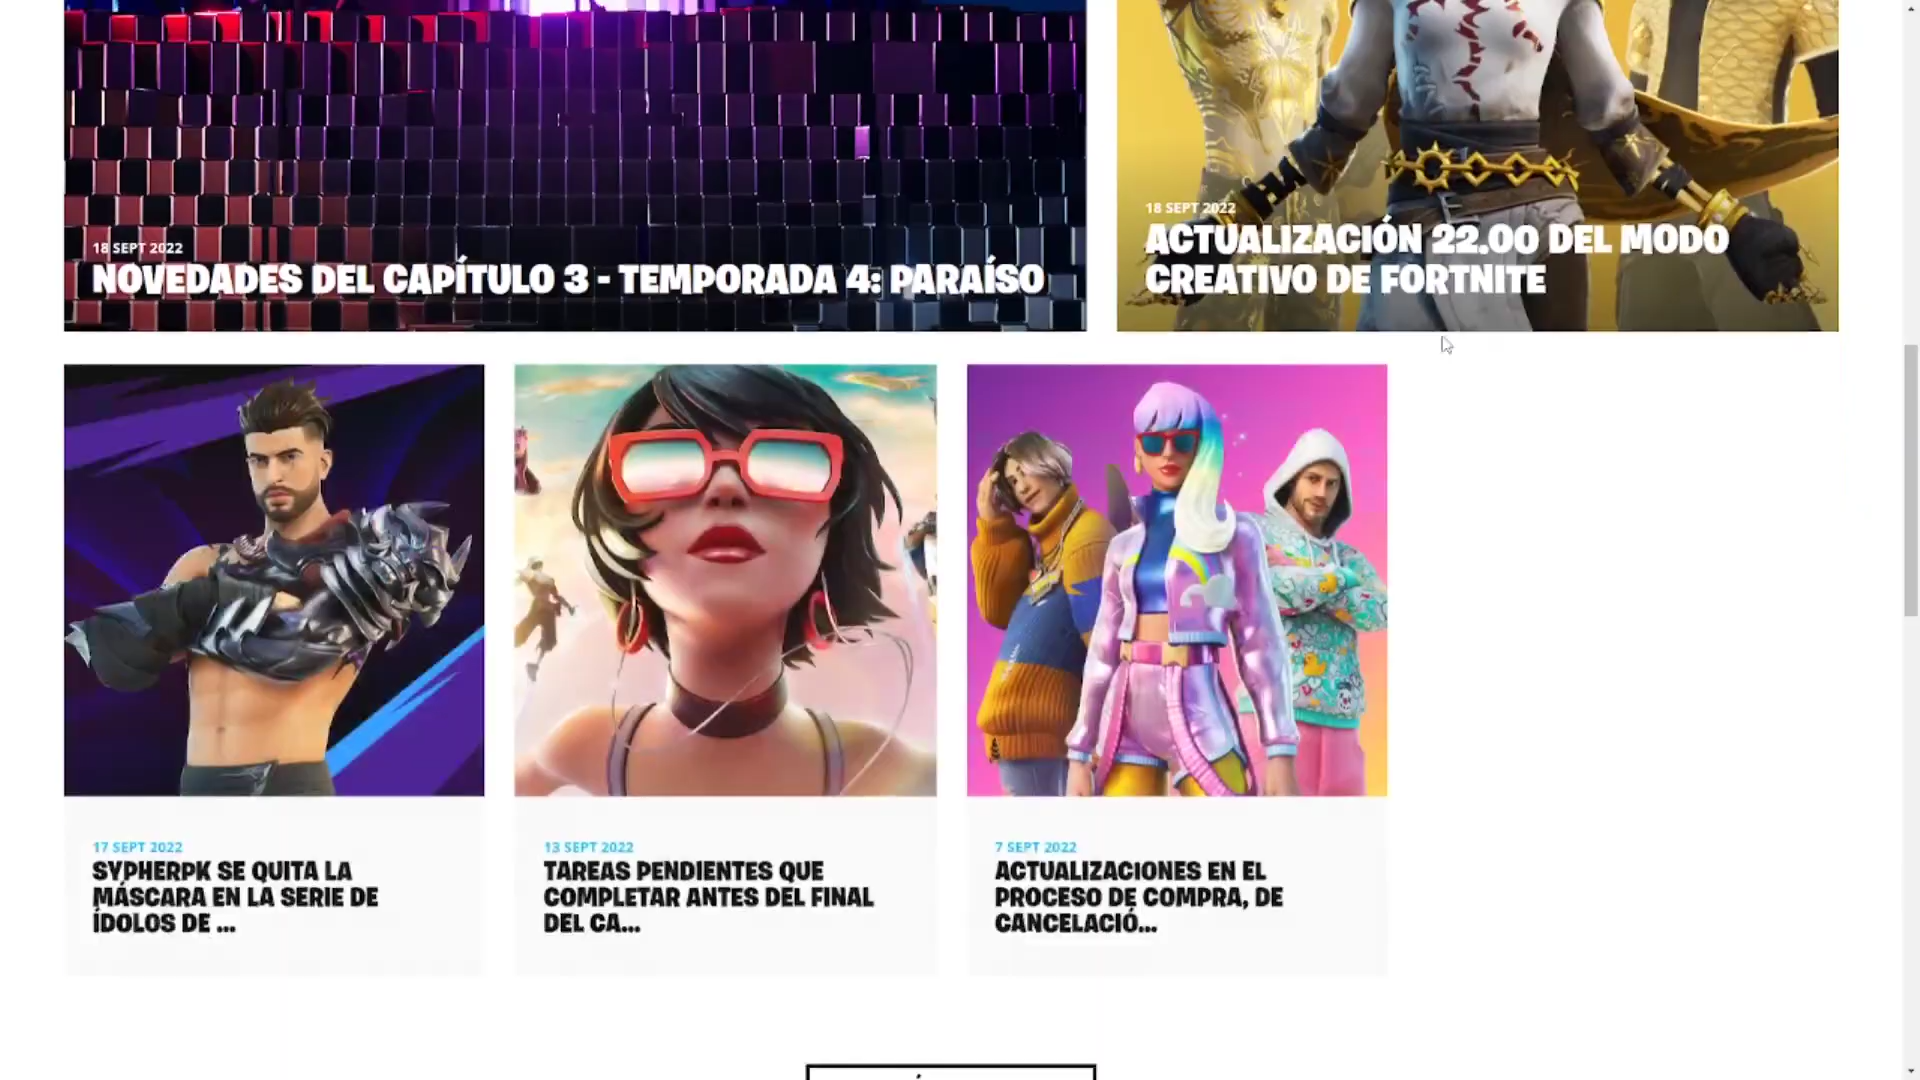 18 SEPT 2022
NOVEDADES DEL CAPÍTULO 3 - TEMPORADA 4: PARAÍSO
18 SEPT 2022
ACTUALIZACIÓN 22.00 DEL MODO
CREATIVO DE FORTNITE
17 SEPT 2022
SYPHERPK SE QUITA LA
MÁSCARA EN LA SERIE DE
ÍDOLOS DE ...
13 SEPT 2022
TAREAS PENDIENTES QUE
COMPLETAR ANTES DEL FINAL
DEL CA...
7 SEPT 2022
ACTUALIZACIONES EN EL
PROCESO DE COMPRA, DE
CANCELACIÓ...